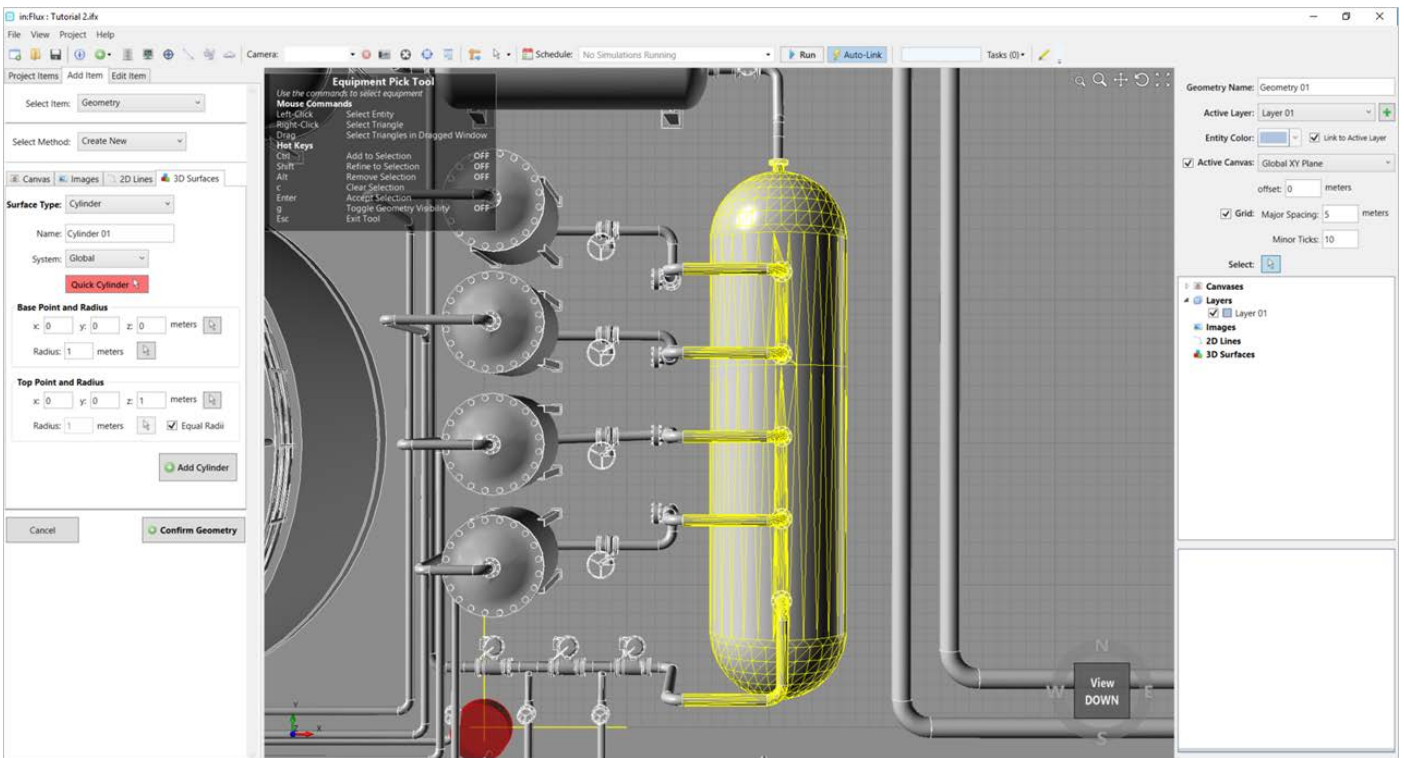 in:Flux : Tutorial 2.ifx
File View Project Help
Camera:
Schedule: No Simulations Running
Run
Auto-Link
Tasks (0)
Project Items Add Item Edit Item
Select Item: Geometry
Select Method: Create New
Canvas Images 2D Lines 3D Surfaces
Surface Type: Cylinder
Name: Cylinder 01
System: Global
Quick Cylinder
Base Point and Radius
x: 0 y: 0 z: 0 meters
Radius: 1 meters
Top Point and Radius
x: 0 y: 0 z: 1 meters
Radius: 1 meters Equal Radii
Add Cylinder
Cancel Confirm Geometry
Equipment Pick Tool
Use the commands to select equipment
Mouse Commands
Left-Click Select Entity
Right-Click Select Triangle
Drag Select Triangles in Dragged Window
Hot Keys
Ctrl Add to Selection OFF
Shift Refine to Selection OFF
Alt Remove Selection OFF
c Clear Selection
Enter Accept Selection
g Toggle Geometry Visibility OFF
Esc Exit Tool
Y
Z X
N
W View E
DOWN
S
Geometry Name: Geometry 01
Active Layer: Layer 01
Entity Color: Link to Active Layer
Active Canvas: Global XY Plane
offset: 0 meters
Grid: Major Spacing: 5 meters
Minor Ticks: 10
Select:
Canvases
Layers
Layer 01
Images
2D Lines
3D Surfaces